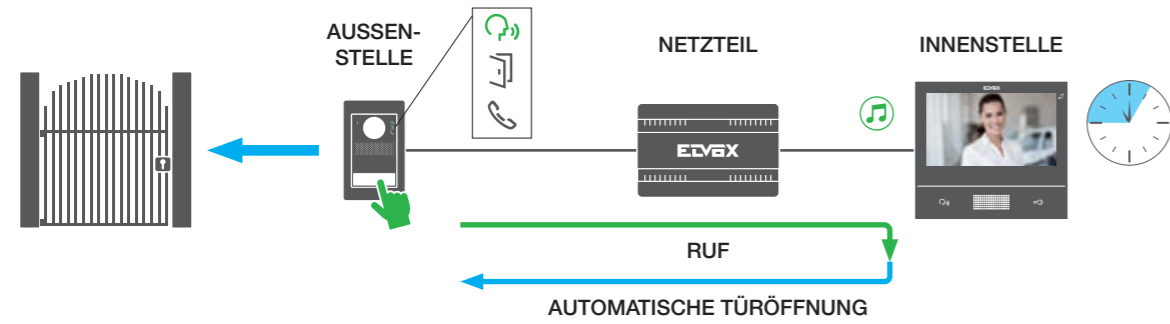 AUSSEN-
STELLE
NETZTEIL
INNENSTELLE
ELVOX
ELVOX
RUF
AUTOMATISCHE TÜRÖFFNUNG